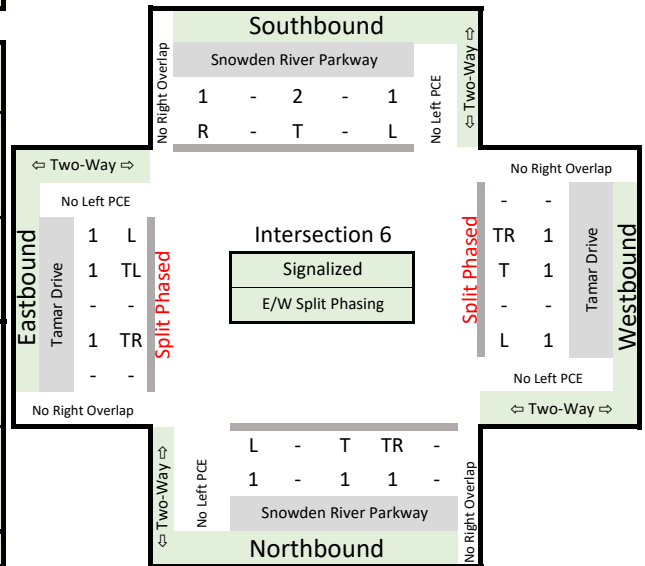 Southbound
Snowden River Parkway
1 - 2 - 1
R - T - L
No Right Overlap
No Left PCE
⇦ Two-Way ⇨
⇦ Two-Way ⇨
No Left PCE
Eastbound
Tamar Drive
1 L
1 TL
- -
1 TR
- -
Split Phased
No Right Overlap
Intersection 6
Signalized
E/W Split Phasing
No Right Overlap
Split Phased
- -
TR 1
T 1
- -
L 1
Tamar Drive
Westbound
No Left PCE
⇦ Two-Way ⇨
⇦ Two-Way ⇨
No Left PCE
L - T TR -
1 - 1 1 -
Snowden River Parkway
Northbound
No Right Overlap